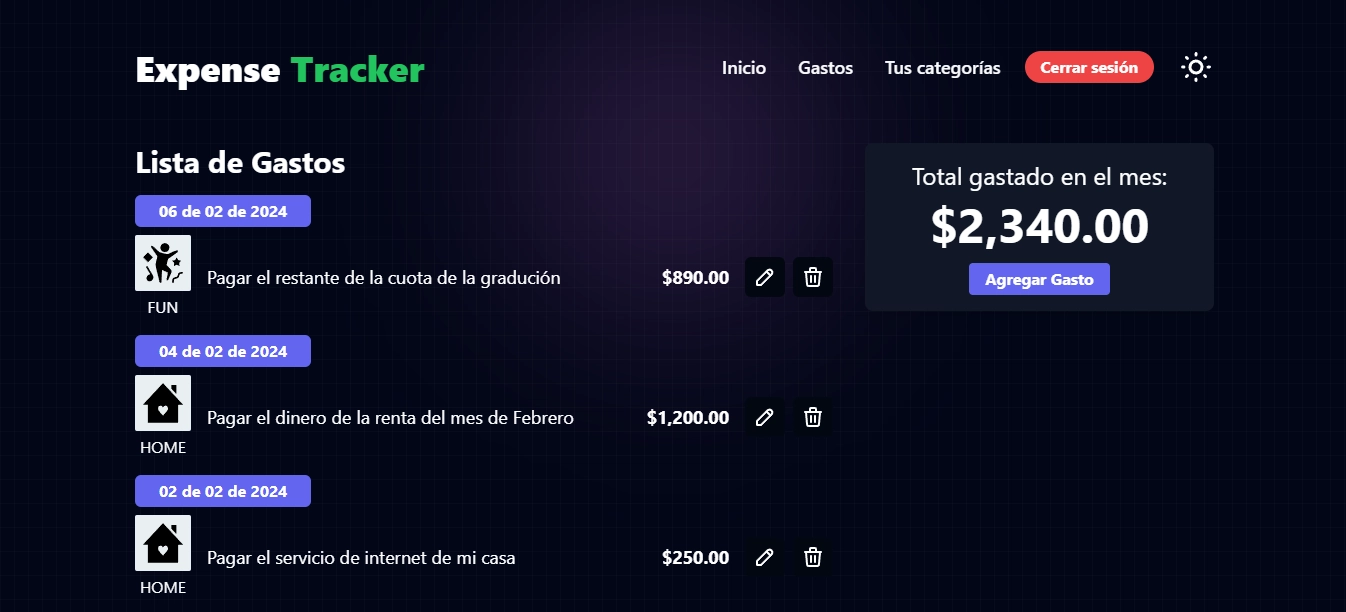 Expense Tracker
Inicio Gastos Tus categorías Cerrar sesión
Lista de Gastos
06 de 02 de 2024
Pagar el restante de la cuota de la gradución $890.00
FUN
04 de 02 de 2024
Pagar el dinero de la renta del mes de Febrero $1,200.00
HOME
02 de 02 de 2024
Pagar el servicio de internet de mi casa $250.00
HOME
Total gastado en el mes:
$2,340.00
Agregar Gasto